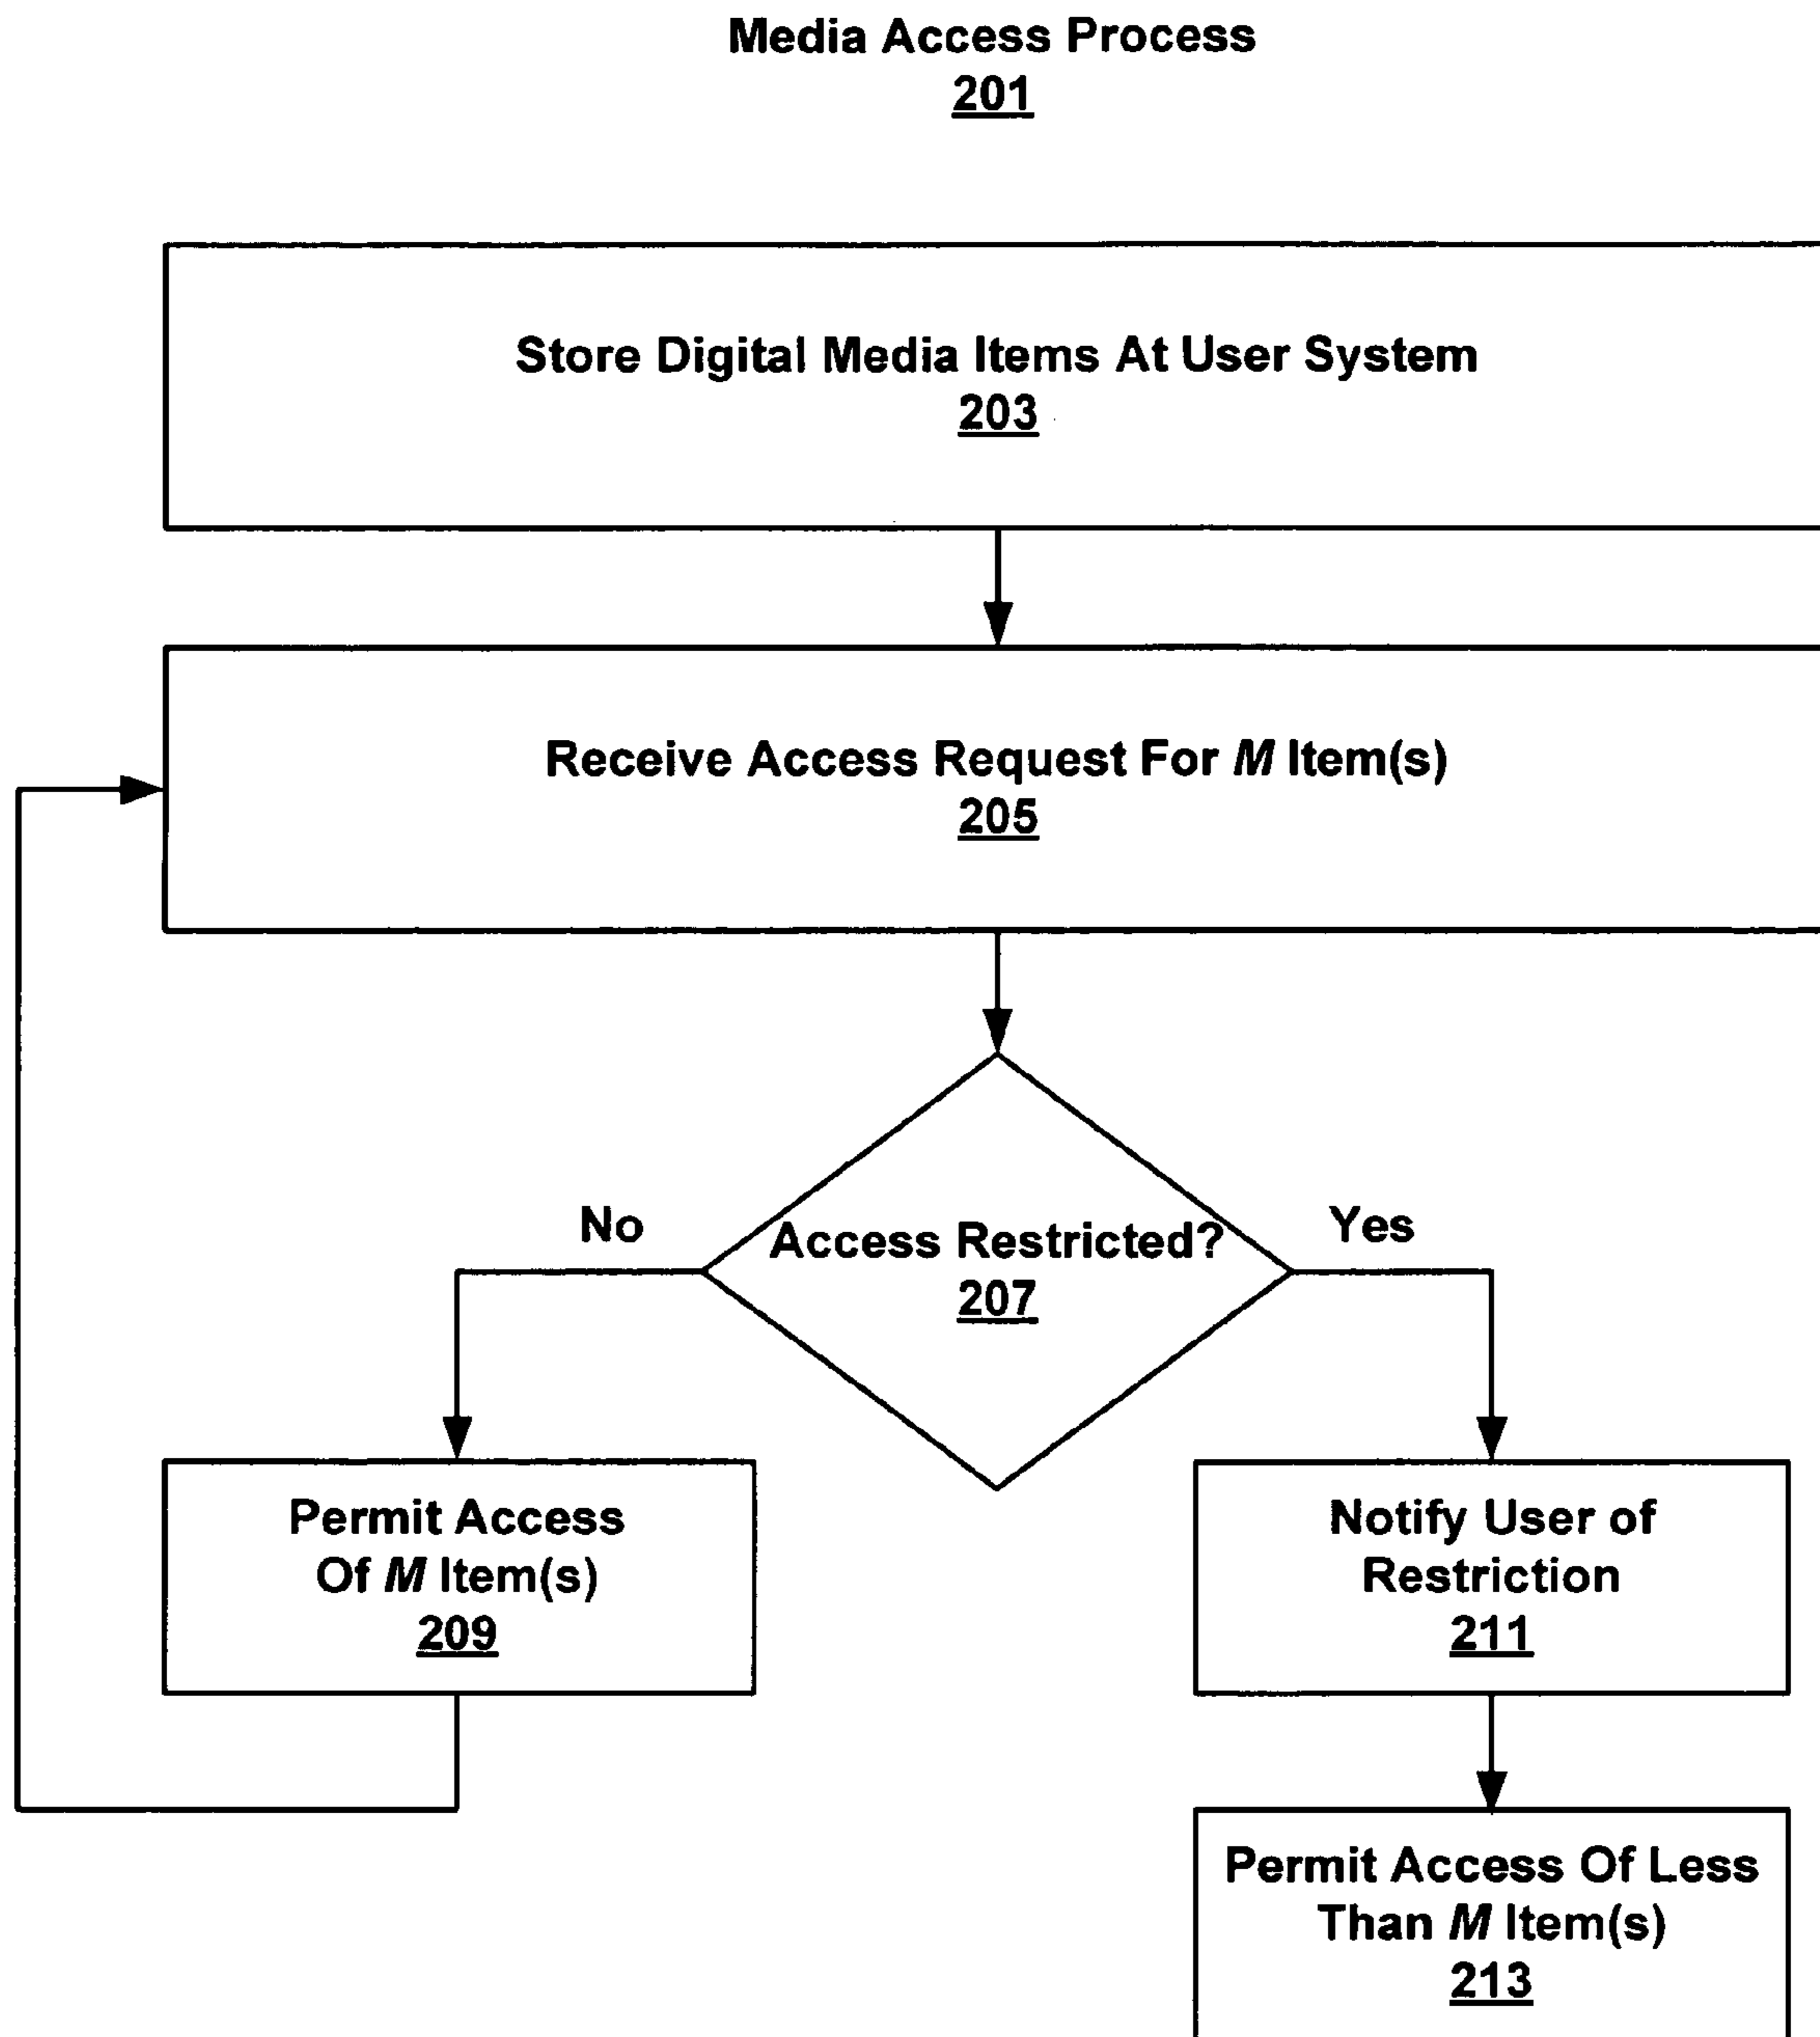 Media Access Process
201
Store Digital Media Items At User System
203
Receive Access Request For M Item(s)
205
No
Access Restricted?
207
Yes
Permit Access
Of M Item(s)
209
Notify User of
Restriction
211
Permit Access Of Less
Than M Item(s)
213